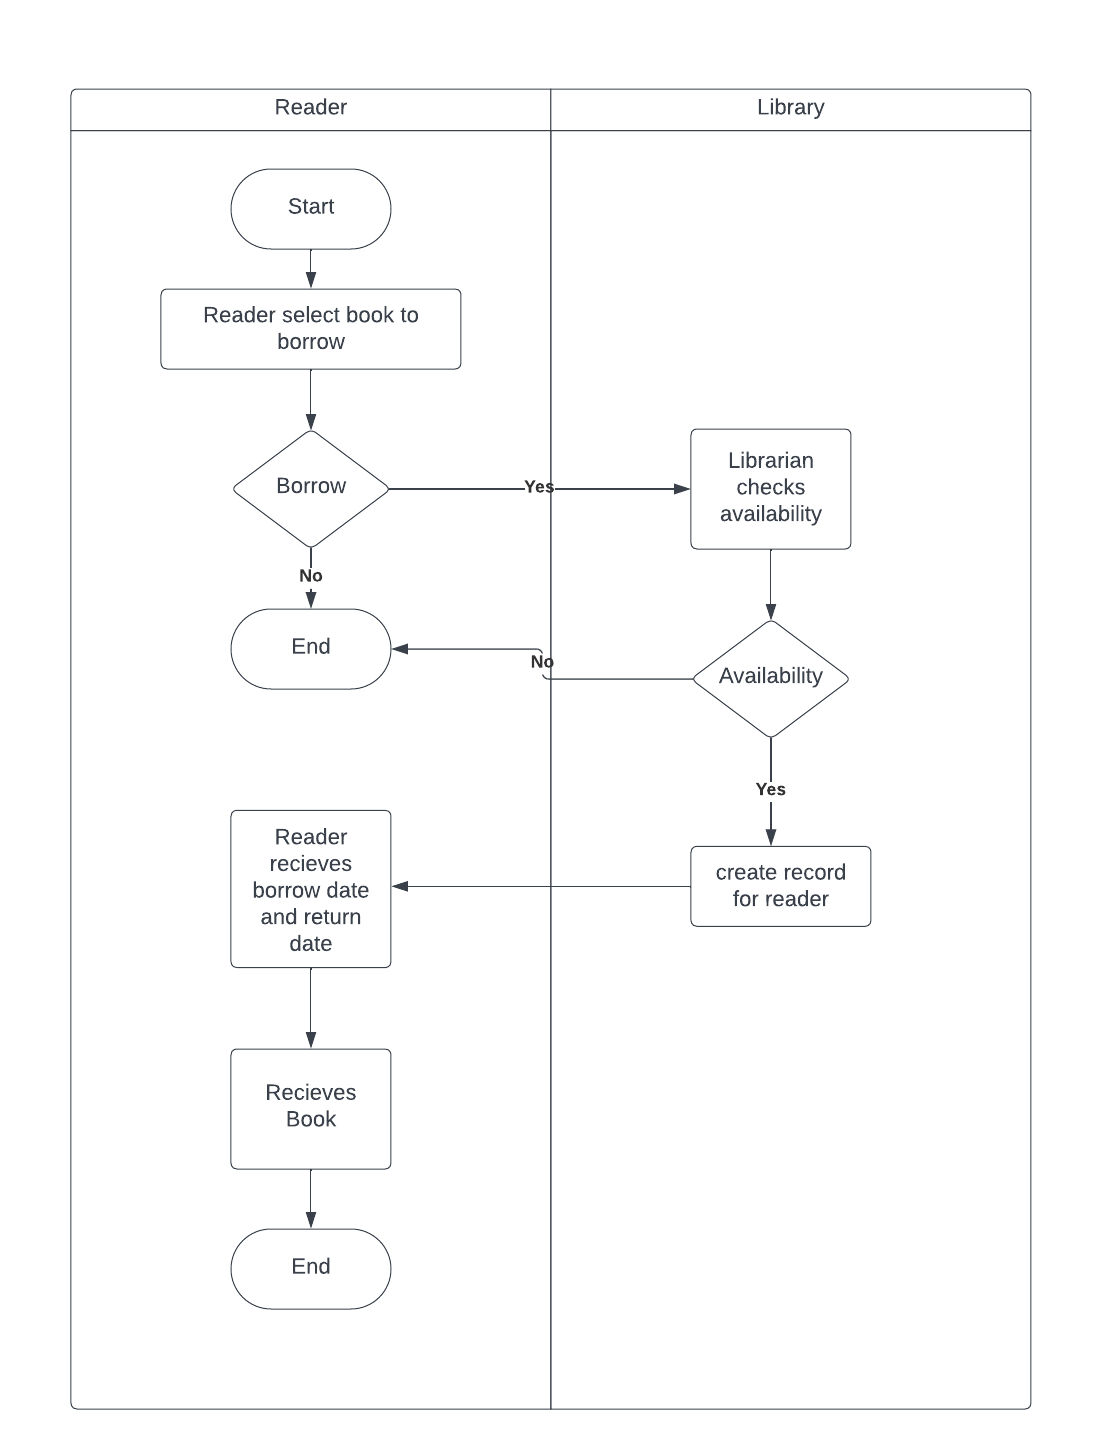 Reader
Library
Start
Reader select book to
borrow
Borrow
Yes
Librarian
checks
availability
No
End
No
Availability
Yes
Reader
recieves
borrow date
and return
date
create record
for reader
Recieves
Book
End